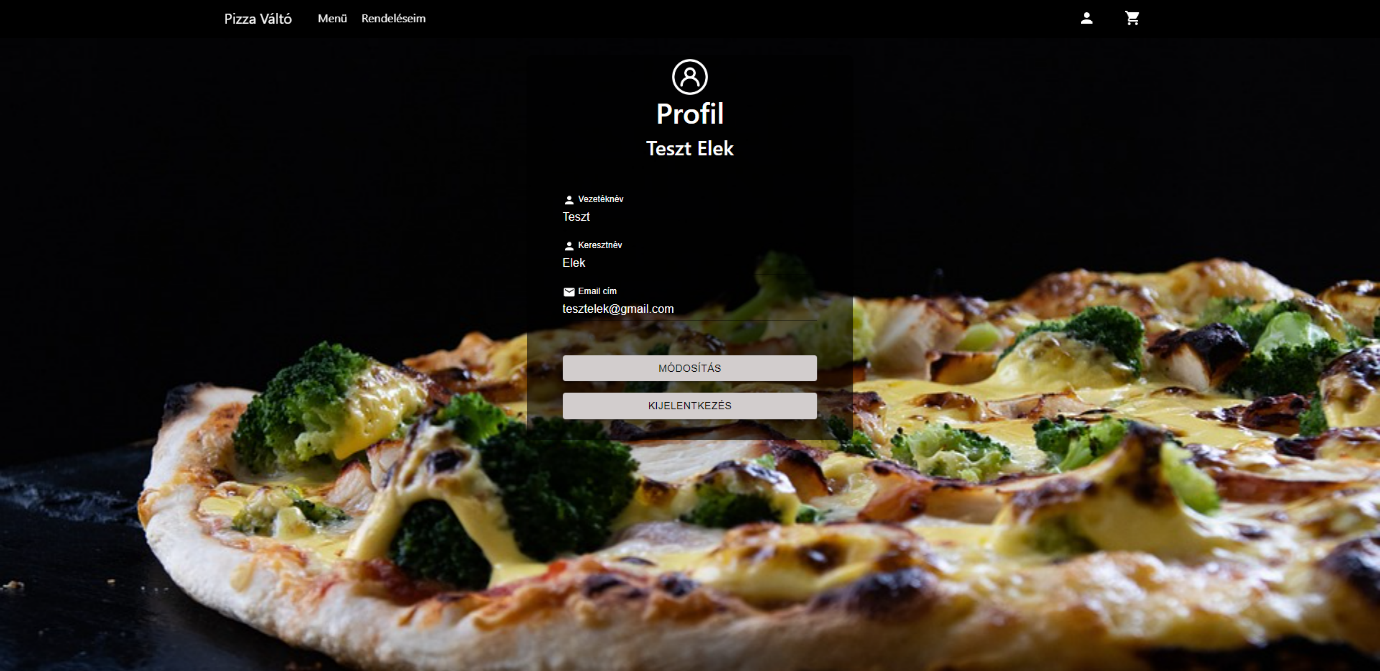 Pizza Váltó Menü Rendeléseim
Profil
Teszt Elek
Vezetéknév
Teszt
Keresztnév
Elek
Email cím
tesztelek@gmail.com
MÓDOSÍTÁS
KIJELENTKEZÉS